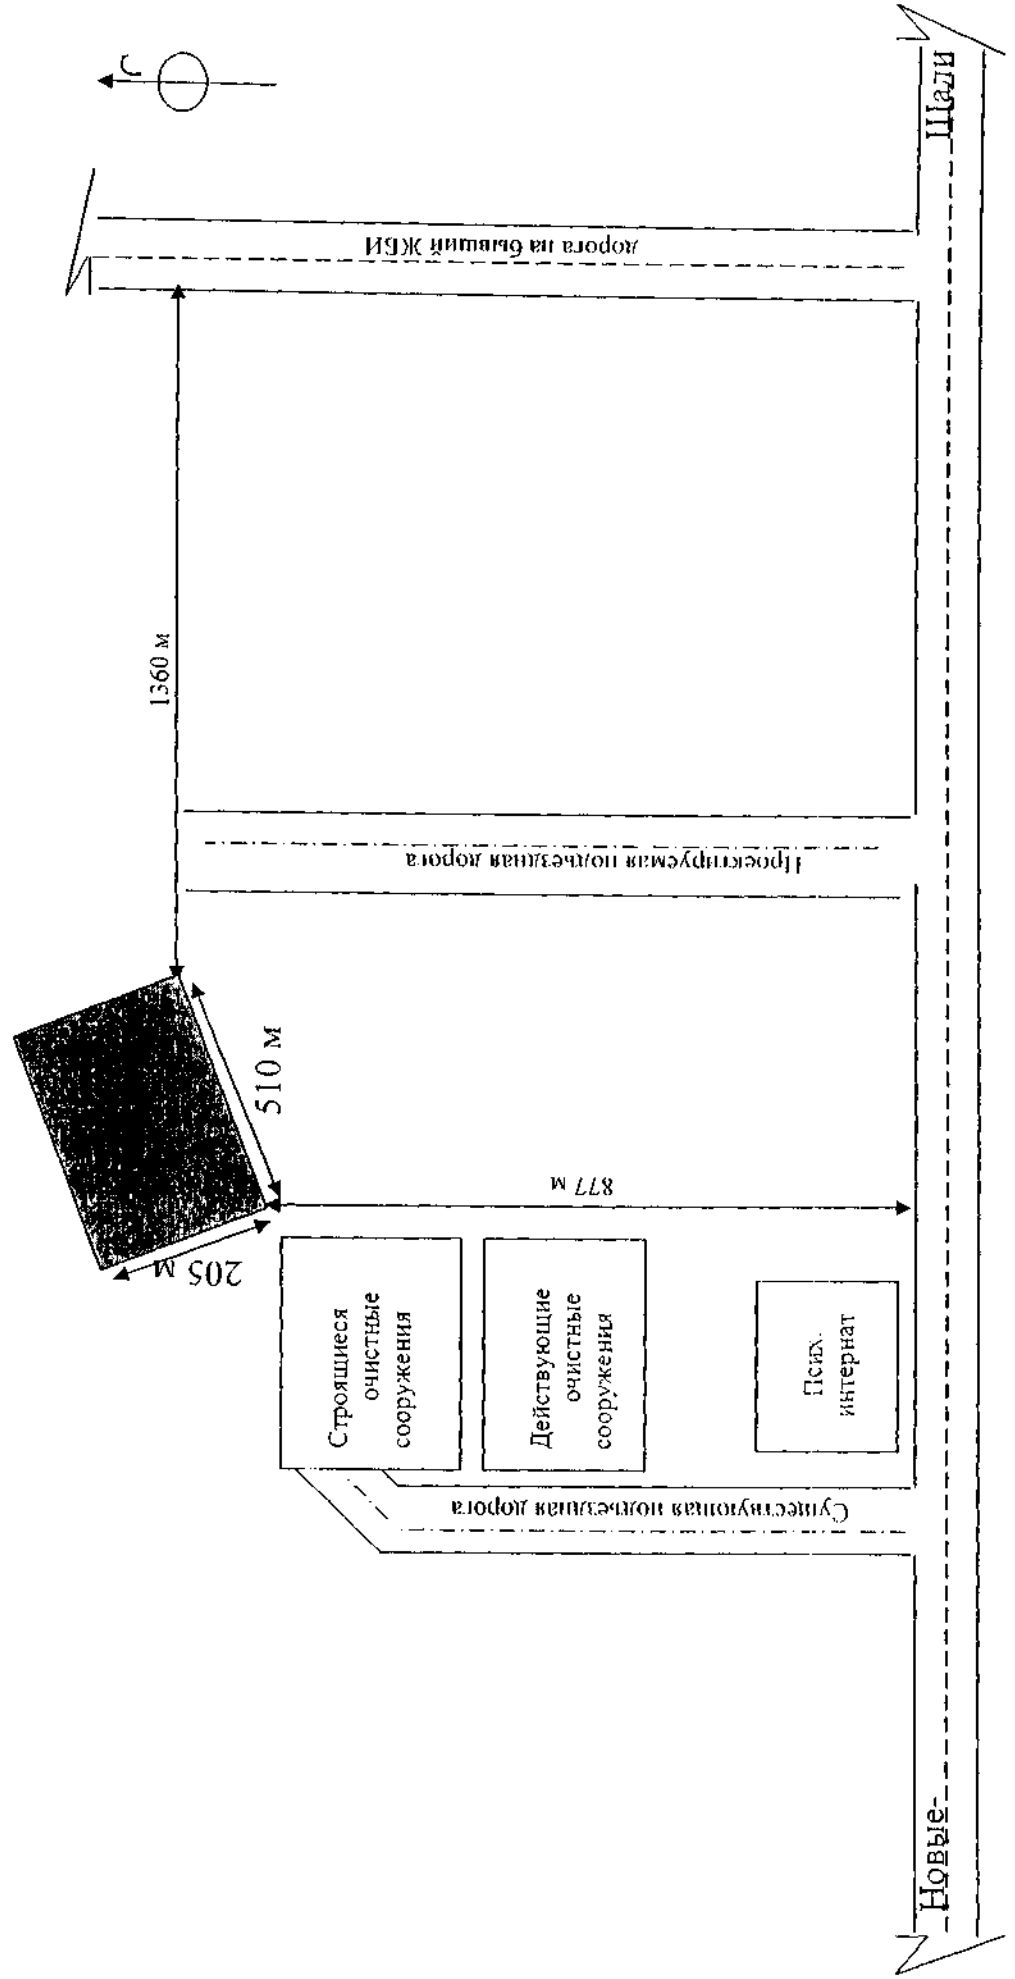 С
дорога на бывший ЖБИ
1360 м
Проектируемая подъездная дорога
510 м
205 м
877 м
Строящиеся
очистные
сооружения
Действующие
очистные
сооружения
Псих.
интернат
Существующая подъездная дорога
Новые-
Шали